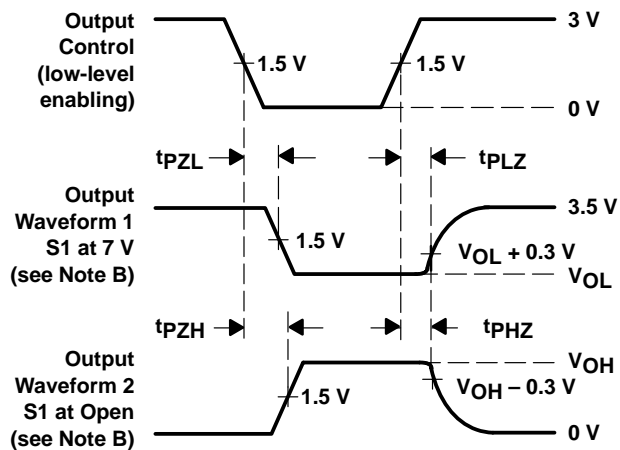 Output
Control
(low-level
enabling)
1.5 V
1.5 V
3 V
0 V
tPZL
tPLZ
Output
Waveform 1
S1 at 7 V
(see Note B)
1.5 V
3.5 V
VOL + 0.3 V
VOL
tPZH
tPHZ
Output
Waveform 2
S1 at Open
(see Note B)
1.5 V
VOH
VOH – 0.3 V
0 V